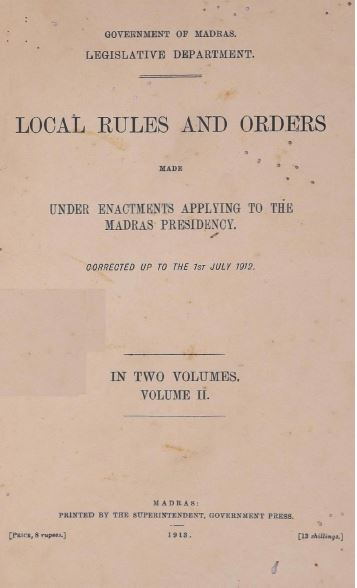 GOVERNMENT OF MADRAS.
LEGISLATIVE DEPARTMENT.
LOCAL RULES AND ORDERS
MADE
UNDER ENACTMENTS APPLYING TO THE
MADRAS PRESIDENCY.
CORRECTED UP TO THE 1ST JULY 1912.
IN TWO VOLUMES.
VOLUME II.
MADRAS:
PRINTED BY THE SUPERINTENDENT, GOVERNMENT PRESS.
[PRICE, 8 rupees.] 1913. [12 shillings.]